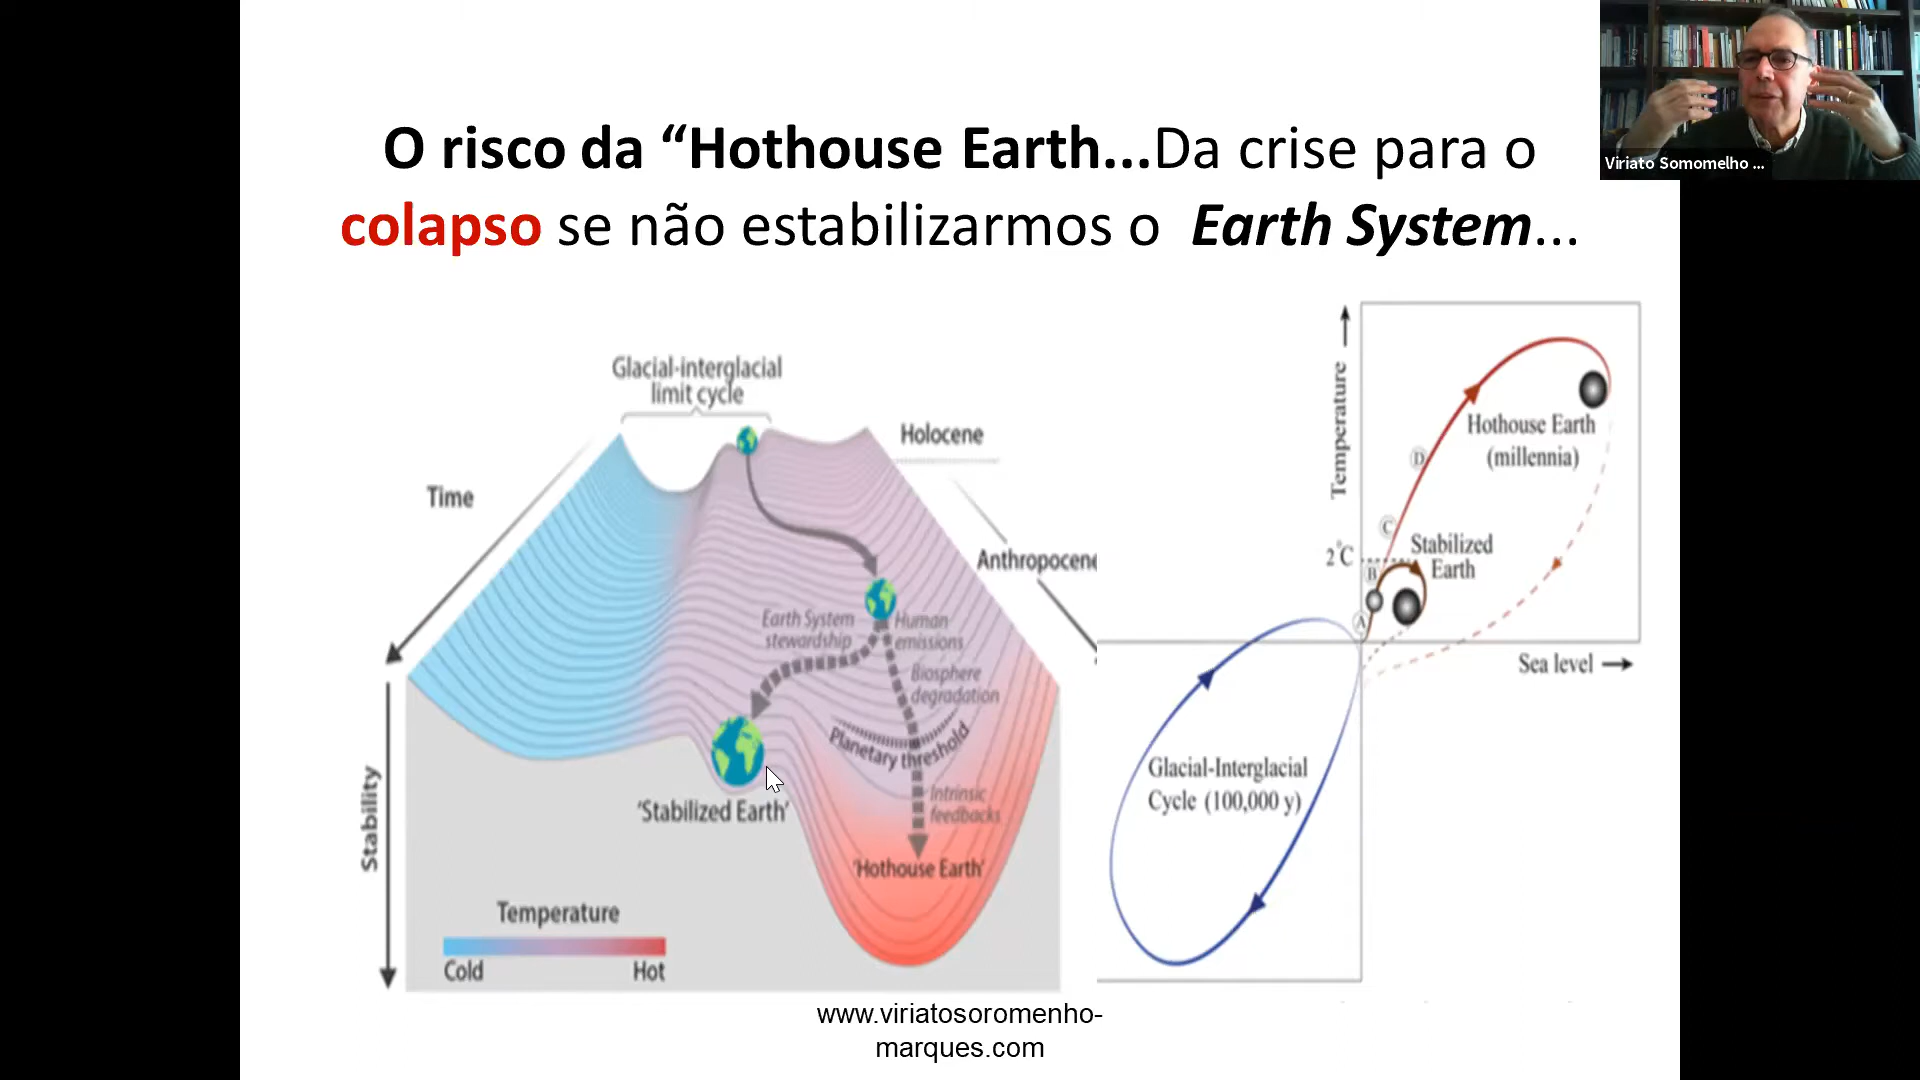 O risco da “Hothouse Earth...Da crise para o
colapso se não estabilizarmos o Earth System...
Viriato Somomelho ...
Glacial-interglacial
limit cycle
Holocene
Time
Anthropocene
Earth System
stewardship
Human
emissions
Biosphere
degradation
Planetary threshold
Stability
'Stabilized Earth'
Intrinsic
feedbacks
'Hothouse Earth'
Temperature
Cold
Hot
Temperature
Hothouse Earth
(millennia)
D
C
2°C
Stabilized
Earth
B
A
Sea level
Glacial-Interglacial
Cycle (100,000 y)
www.viriatosoromenho-
marques.com